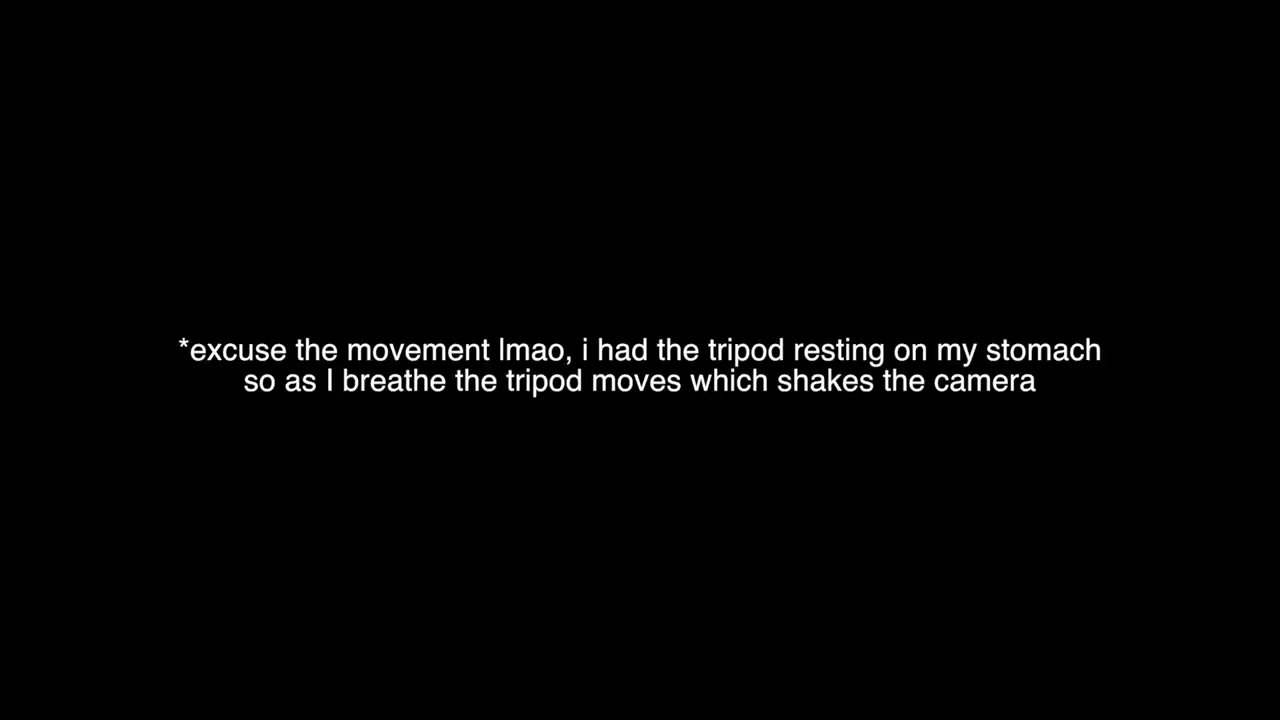 *excuse the movement lmao, i had the tripod resting on my stomach
so as I breathe the tripod moves which shakes the camera